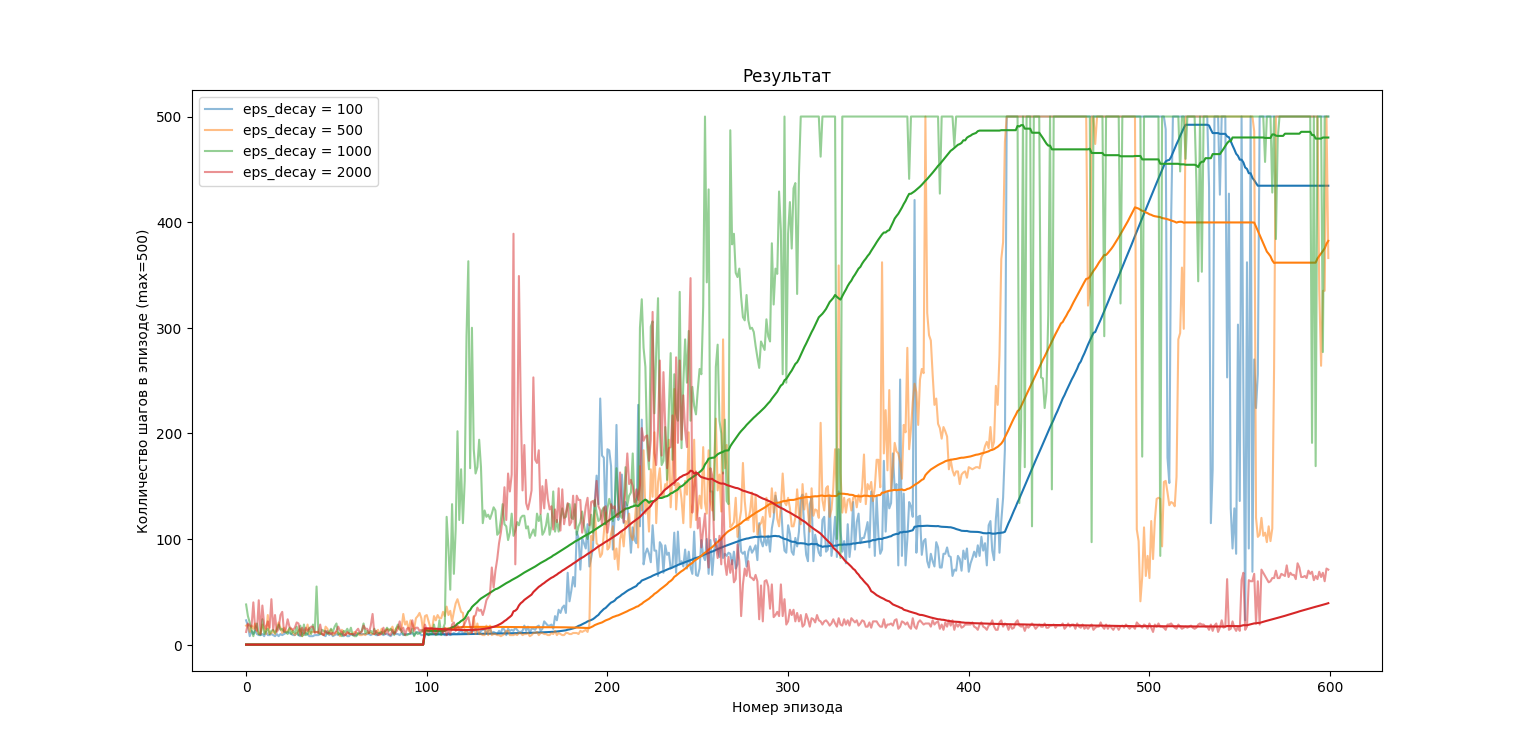 Результат
eps_decay = 100
eps_decay = 500
eps_decay = 1000
eps_decay = 2000
500
400
300
200
100
0
Колличество шагов в эпизоде (max=500)
0 100 200 300 400 500 600
Номер эпизода